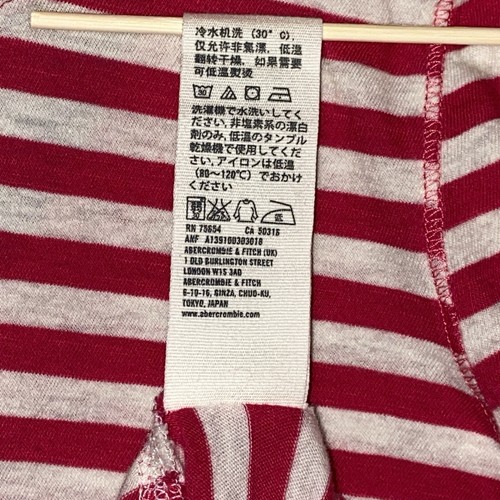 冷水机洗 (30° C),
仅允许非氯漂, 低温
翻转干燥, 如果需要
可低温熨烫
洗濯機で水洗いしてく
ださい, 非塩素系の漂白
剤のみ, 低温のタンブル
乾燥機で使用してくだ
さい, アイロンは低温
(80~120℃) でおかけ
ください
RN 75654 CA 50316
ANF A139100303018
ABERCROMBIE & FITCH (UK)
1 OLD BURLINGTON STREET
LONDON W1S 3AD
ABERCROMBIE & FITCH
6-10-16, GINZA, CHUO-KU,
TOKYO, JAPAN
www.abercrombie.com